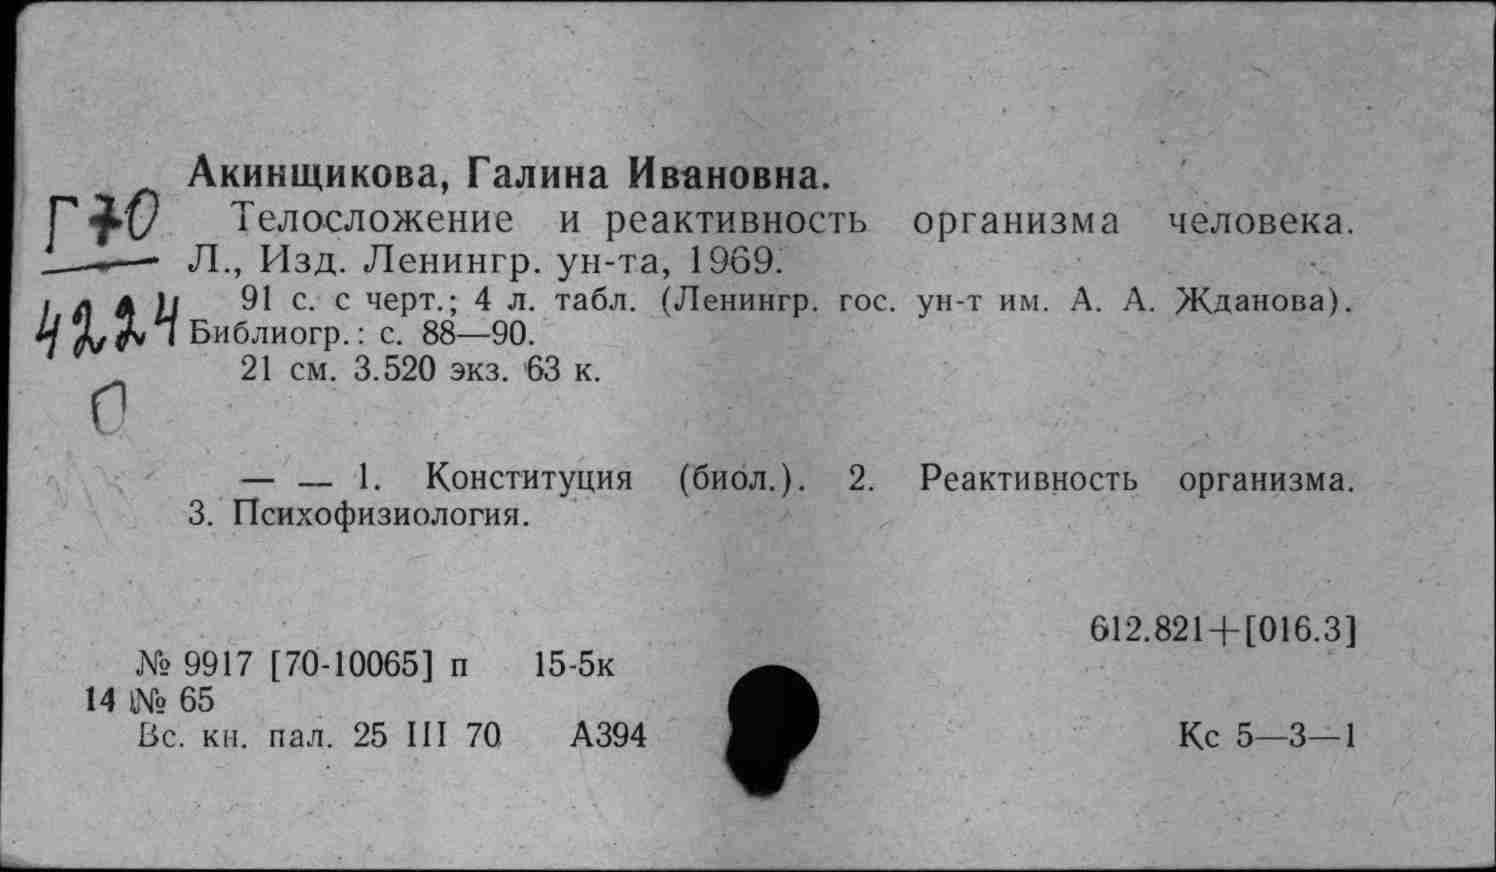 Акинщикова, Галина Ивановна.
Г70
Телосложение и реактивность организма человека.
Л., Изд. Ленингр. ун-та, 1969.
4224
91 с. с черт.; 4 л. табл. (Ленингр. гос. ун-т им. А. А. Жданова).
Библиогр.: с. 88—90.
21 см. 3.520 экз. 63 к.
— — 1. Конституция (биол.). 2. Реактивность организма.
3. Психофизиология.
612.821+[016.3]
№ 9917 [70-10065] п 15-5к
14 № 65
Вс. кн. пал. 25 III 70 А394 Кс 5—3—1